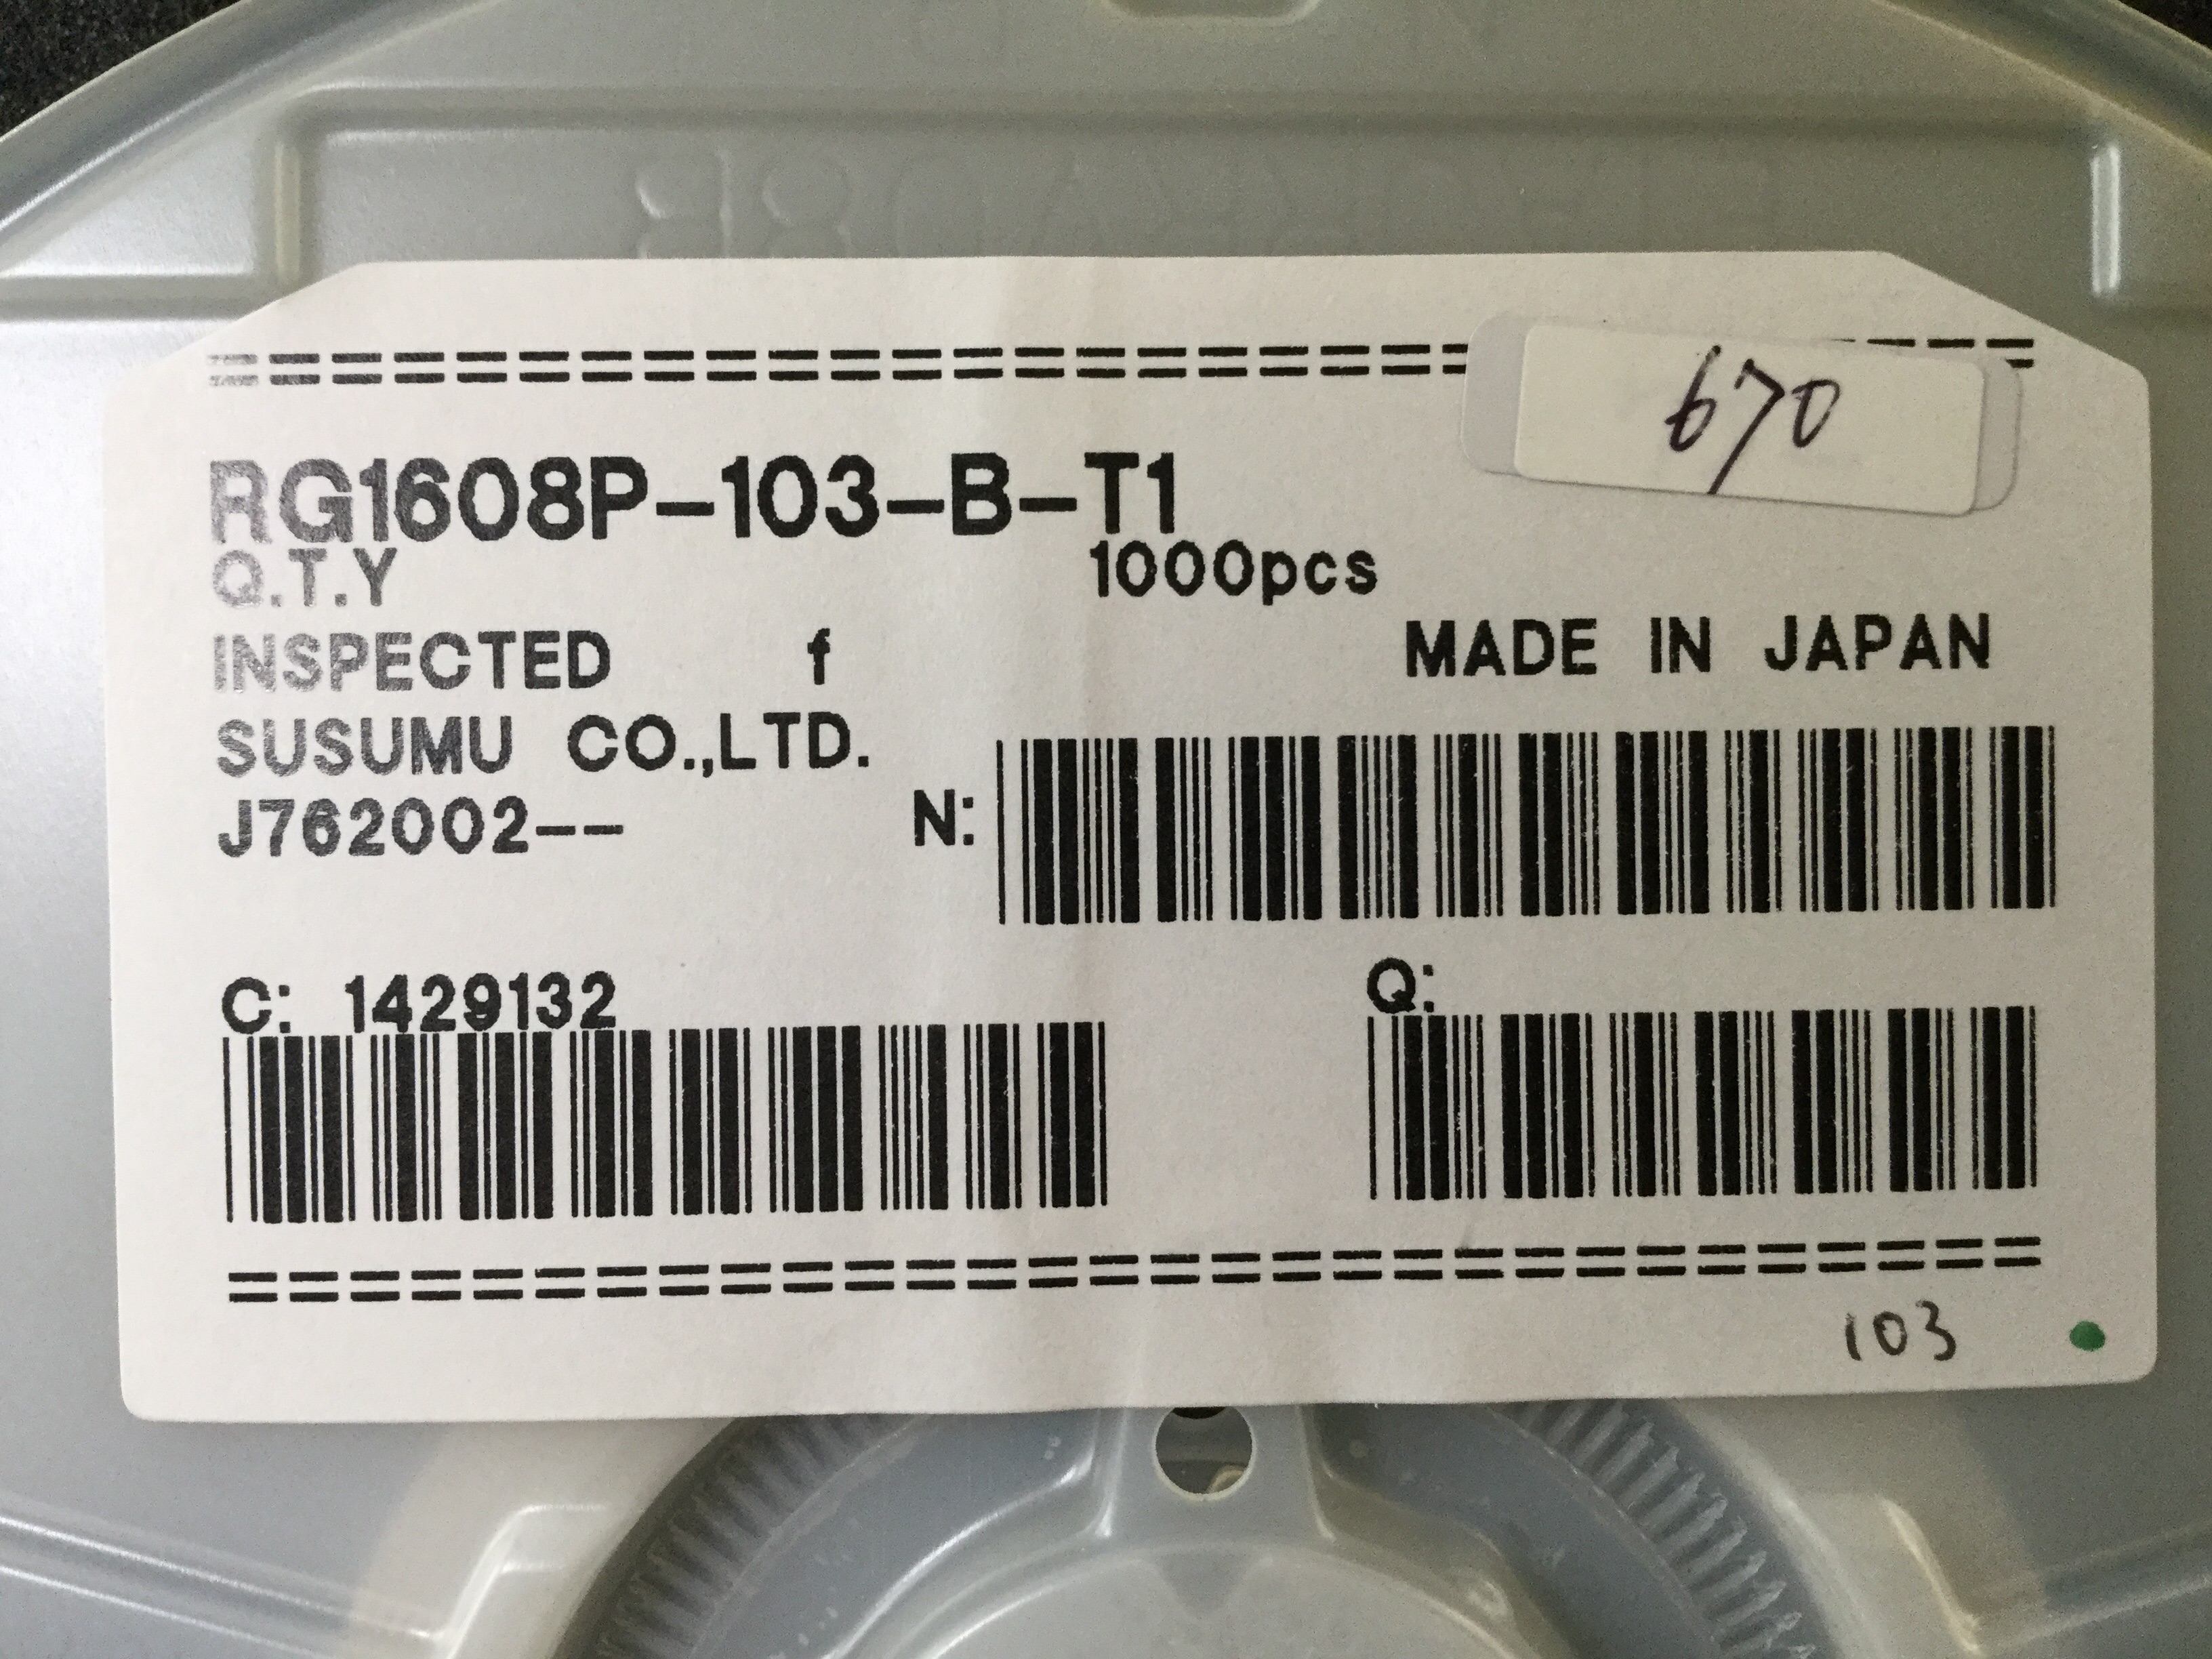 670
RG1608P-103-B-T1
Q.T.Y 1000pcs
INSPECTED f MADE IN JAPAN
SUSUMU CO.,LTD.
J762002-- N:
C: 1429132 Q:
103